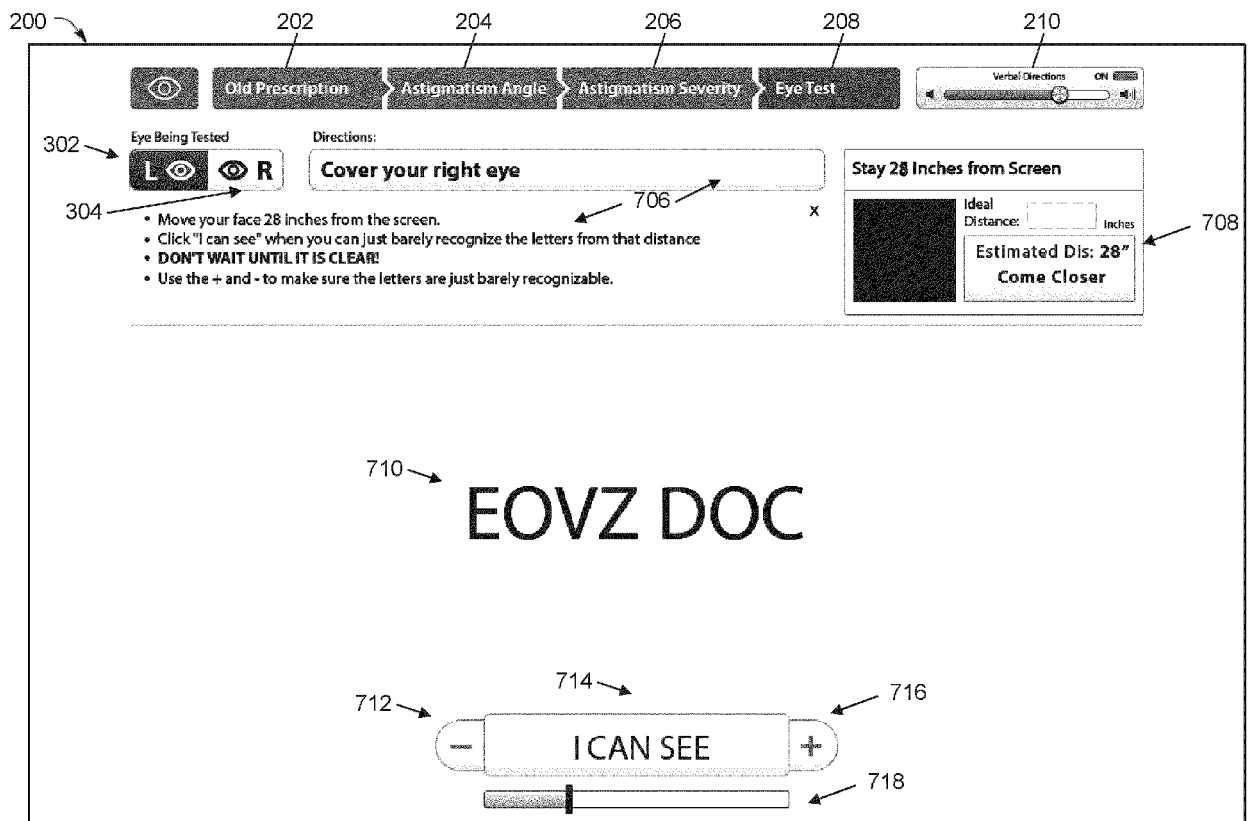 200 202 204 206 208 210
Old Prescription Astigmatism Angle Astigmatism Severity Eye Test
Verbal Directions ON
Eye Being Tested Directions:
302
L R Cover your right eye
Stay 28 Inches from Screen
304
706
x
• Move your face 28 inches from the screen.
• Click "I can see" when you can just barely recognize the letters from that distance
• DON'T WAIT UNTIL IT IS CLEAR!
• Use the + and - to make sure the letters are just barely recognizable.
Ideal
Distance: Inches
708
Estimated Dis: 28"
Come Closer
710
EOVZ DOC
714
712 716
− I CAN SEE +
718